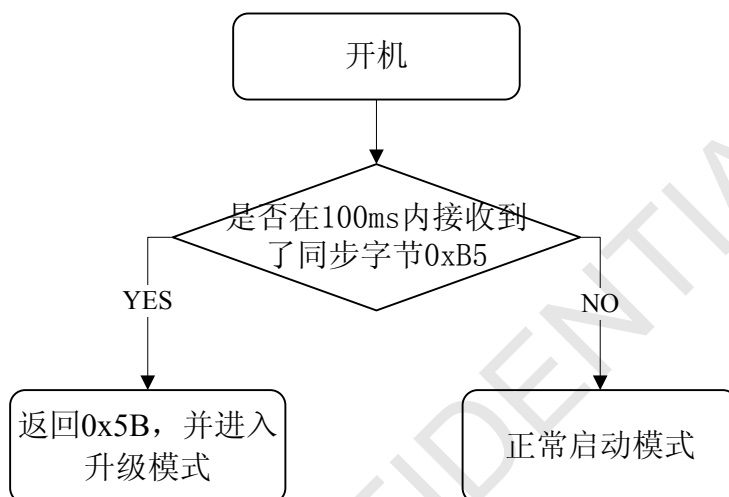 开机
是否在100ms内接收到
了同步字节0xB5
YES
NO
返回0x5B，并进入
升级模式
正常启动模式
FIDENTIA